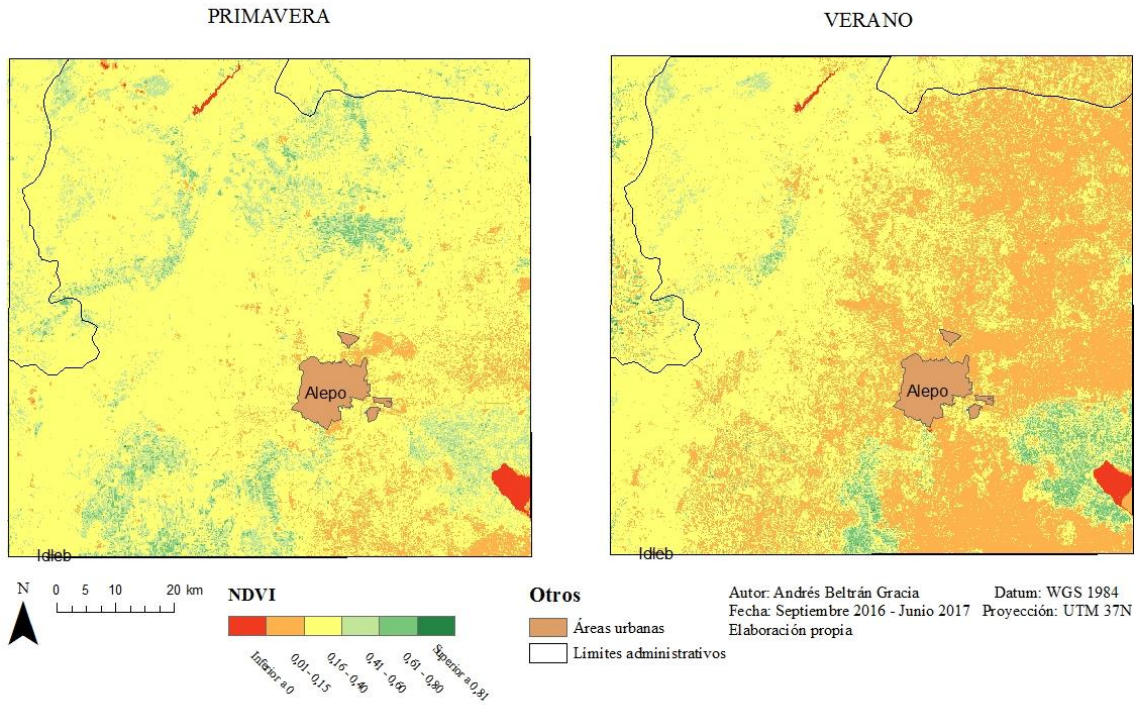 PRIMAVERA
VERANO
Alepo
Idleb
Alepo
Idleb
N
0 5 10 20 km
NDVI
Inferior a 0
0,01 - 0,15
0,16 - 0,40
0,41 - 0,60
0,61 - 0,80
Superior a 0,81
Otros
Áreas urbanas
Límites administrativos
Autor: Andrés Beltrán Gracia
Fecha: Septiembre 2016 - Junio 2017
Elaboración propia
Datum: WGS 1984
Proyección: UTM 37N